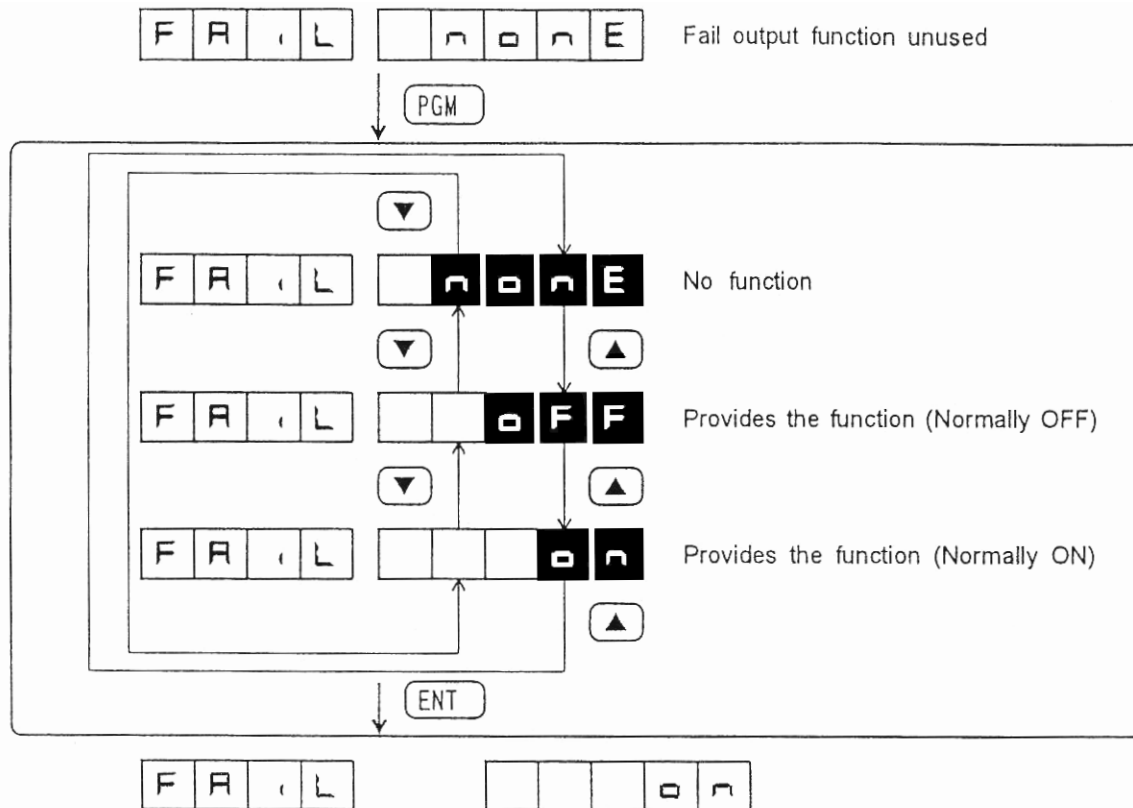 FAiL nonE Fail output function unused
PGM
▼
FAiL nonE No function
▼ ▲
FAiL oFF Provides the function (Normally OFF)
▼ ▲
FAiL on Provides the function (Normally ON)
▲
ENT
FAiL on